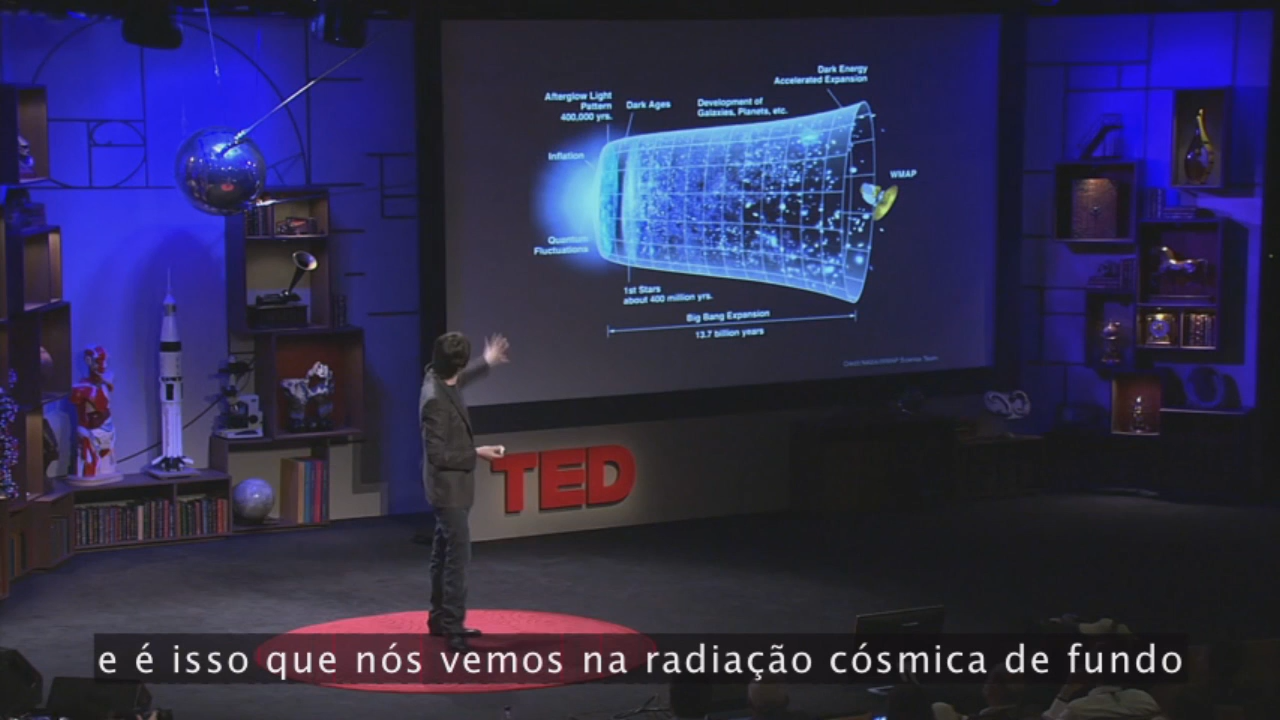 Dark Energy
Accelerated Expansion
Afterglow Light
Pattern
400,000 yrs.
Dark Ages
Development of
Galaxies, Planets, etc.
Inflation
WMAP
Quantum
Fluctuations
1st Stars
about 400 million yrs.
Big Bang Expansion
13.7 billion years
TED
e é isso que nós vemos na radiação cósmica de fundo